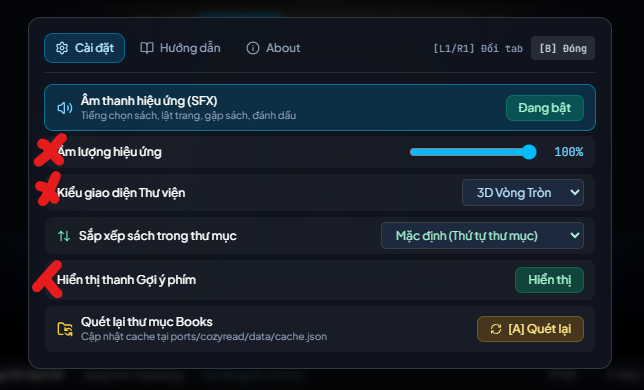 Cài đặt
Hướng dẫn
About
[L1/R1] Đổi tab
[B] Đóng
Âm thanh hiệu ứng (SFX)
Tiếng chọn sách, lật trang, gập sách, đánh dấu
Đang bật
Âm lượng hiệu ứng
100%
Kiểu giao diện Thư viện
3D Vòng Tròn
Sắp xếp sách trong thư mục
Mặc định (Thứ tự thư mục)
Hiển thị thanh Gợi ý phím
Hiển thị
Quét lại thư mục Books
Cập nhật cache tại ports/cozyread/data/cache.json
[A] Quét lại